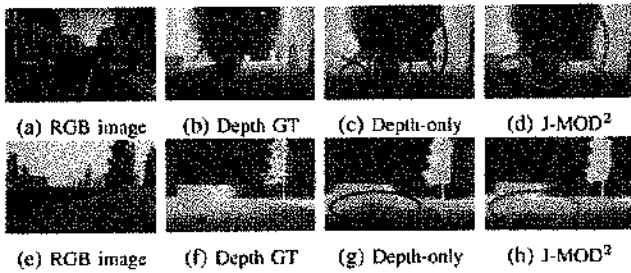 (a) RGB image (b) Depth GT (c) Depth-only (d) J-MOD²
(e) RGB image (f) Depth GT (g) Depth-only (h) J-MOD²